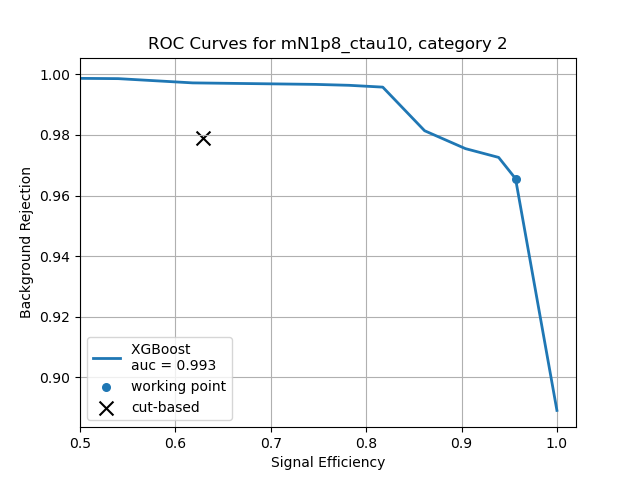 ROC Curves for mN1p8_ctau10, category 2
1.00
0.98
0.96
0.94
0.92
0.90
Background Rejection
XGBoost
auc = 0.993
working point
cut-based
0.5 0.6 0.7 0.8 0.9 1.0
Signal Efficiency